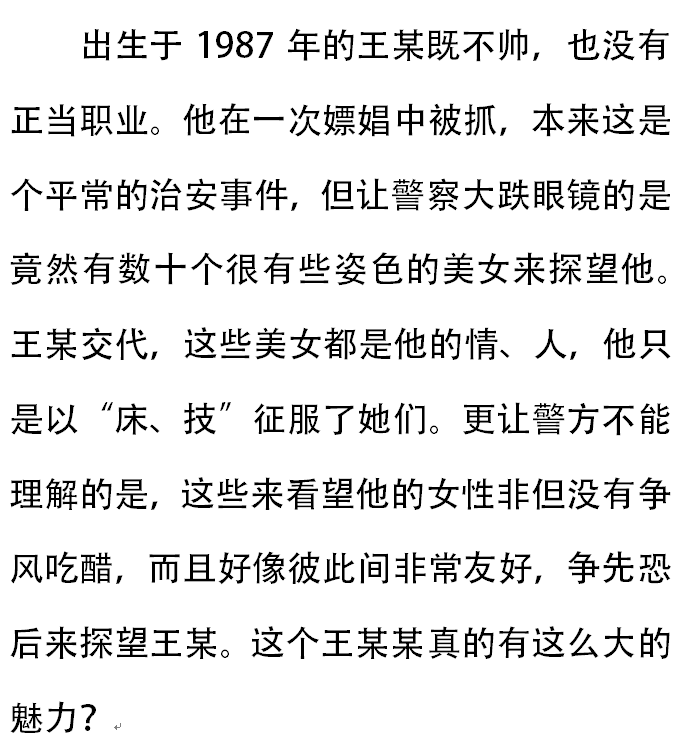 出生于 1987 年的王某既不帅，也没有
正当职业。他在一次嫖娼中被抓，本来这是
个平常的治安事件，但让警察大跌眼镜的是
竟然有数十个很有些姿色的美女来探望他。
王某交代，这些美女都是他的情、人，他只
是以“床、技”征服了她们。更让警方不能
理解的是，这些来看望他的女性非但没有争
风吃醋，而且好像彼此间非常友好，争先恐
后来探望王某。这个王某某真的有这么大的
魅力？